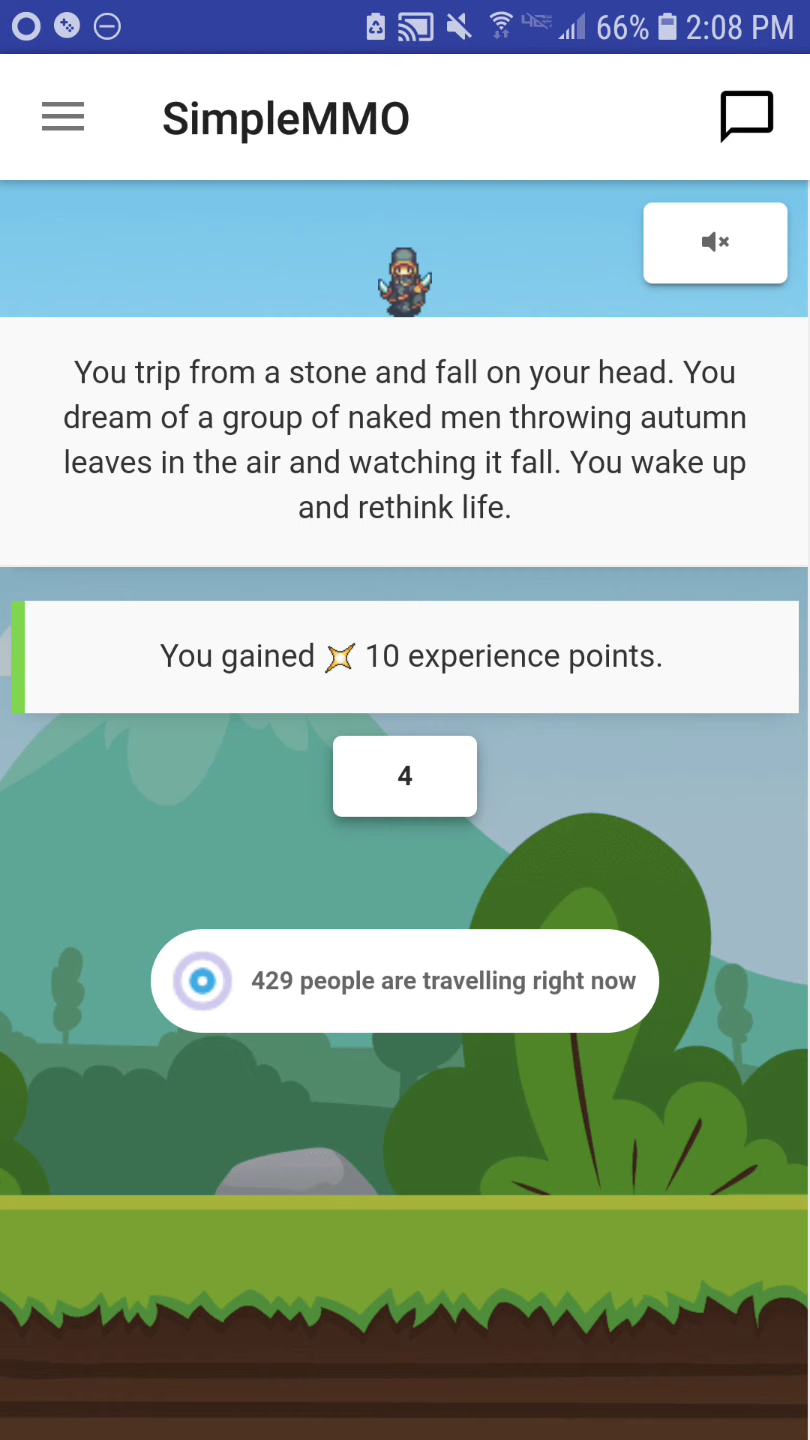 66% 2:08 PM
SimpleMMO
You trip from a stone and fall on your head. You
dream of a group of naked men throwing autumn
leaves in the air and watching it fall. You wake up
and rethink life.
You gained 10 experience points.
4
429 people are travelling right now